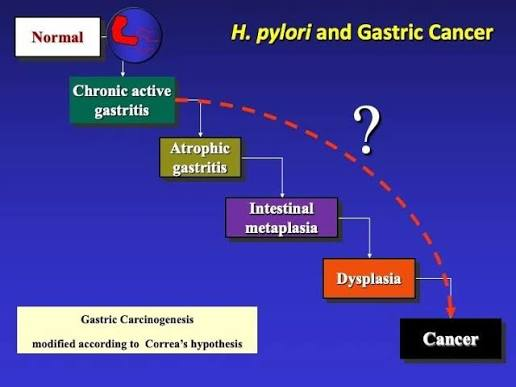 H. pylori and Gastric Cancer
Normal
Chronic active
gastritis
?
Atrophic
gastritis
Intestinal
metaplasia
Dysplasia
Cancer
Gastric Carcinogenesis
modified according to Correa's hypothesis